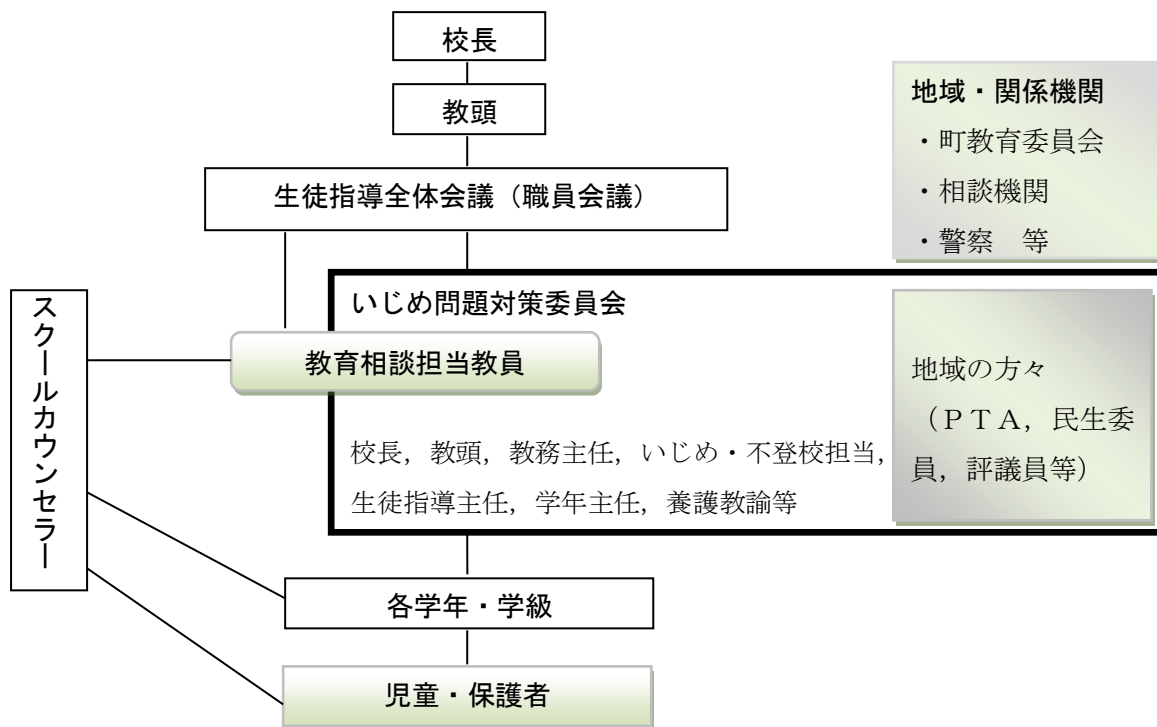 校長
教頭
生徒指導全体会議（職員会議）
地域・関係機関
・町教育委員会
・相談機関
・警察　等
スクールカウンセラー
いじめ問題対策委員会
教育相談担当教員
校長，教頭，教務主任，いじめ・不登校担当，
生徒指導主任，学年主任，養護教諭等
地域の方々
（ＰＴＡ，民生委
員，評議員等）
各学年・学級
児童・保護者